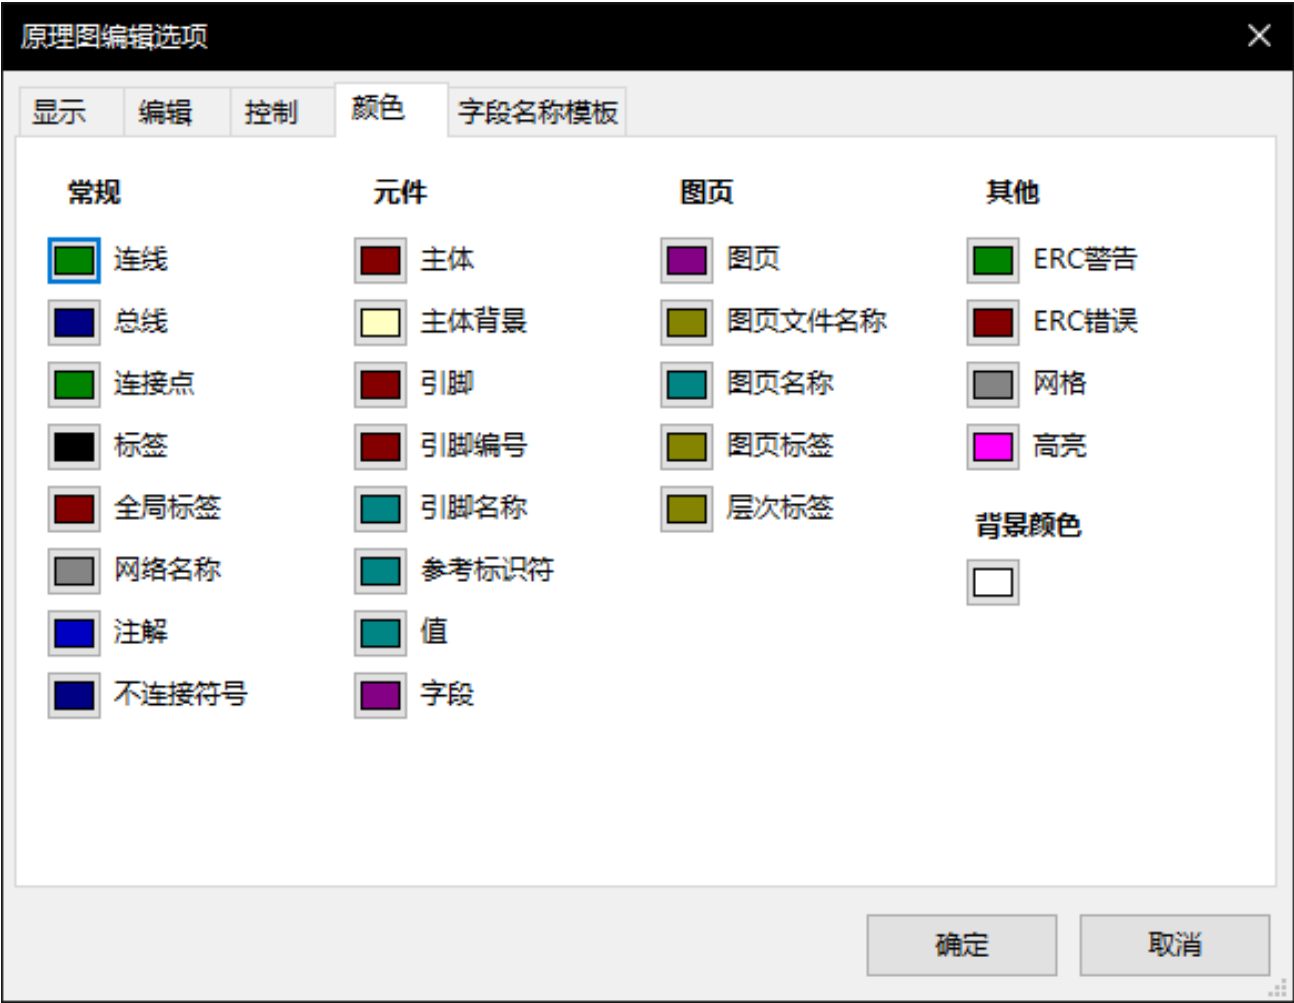 原理图编辑选项
显示 编辑 控制 颜色 字段名称模板
常规
连线
总线
连接点
标签
全局标签
网络名称
注解
不连接符号
元件
主体
主体背景
引脚
引脚编号
引脚名称
参考标识符
值
字段
图页
图页
图页文件名称
图页名称
图页标签
层次标签
其他
ERC警告
ERC错误
网格
高亮
背景颜色
确定 取消